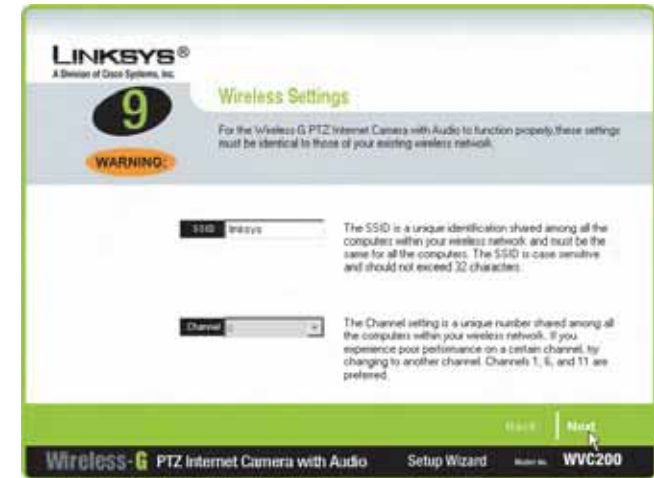 LINKSYS®
A Division of Cisco Systems, Inc.
9
WARNING:
Wireless Settings
For the Wireless-G PTZ Internet Camera with Audio to function properly, these settings
must be identical to those of your existing wireless network.
SSID linksys
The SSID is a unique identification shared among all the
computers within your wireless network and must be the
same for all the computers. The SSID is case sensitive
and should not exceed 32 characters.
Channel
The Channel setting is a unique number shared among all
the computers within your wireless network. If you
experience poor performance on a certain channel, try
changing to another channel. Channels 1, 6, and 11 are
preferred.
Back Next
Wireless-G PTZ Internet Camera with Audio Setup Wizard Model No. WVC200